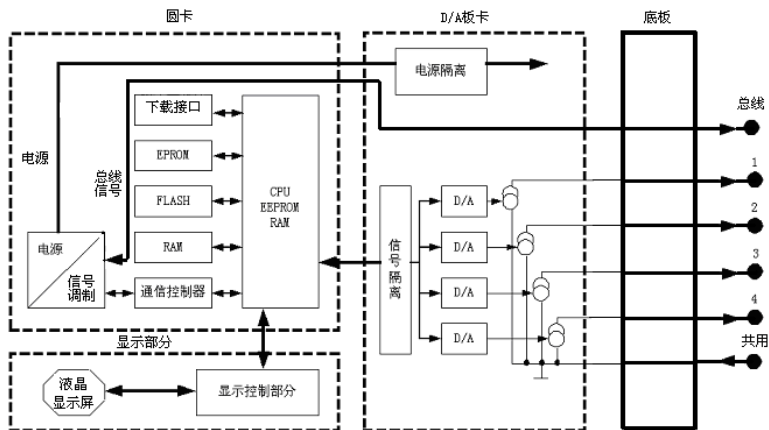 圆卡
D/A板卡
底板
电源隔离
下载接口
总线
电源
总线
信号
EPROM
CPU
EEPROM
RAM
FLASH
信号隔离
D/A
1
D/A
2
RAM
电源
信号
调制
通信控制器
D/A
3
D/A
4
共用
显示部分
液晶
显示屏
显示控制部分